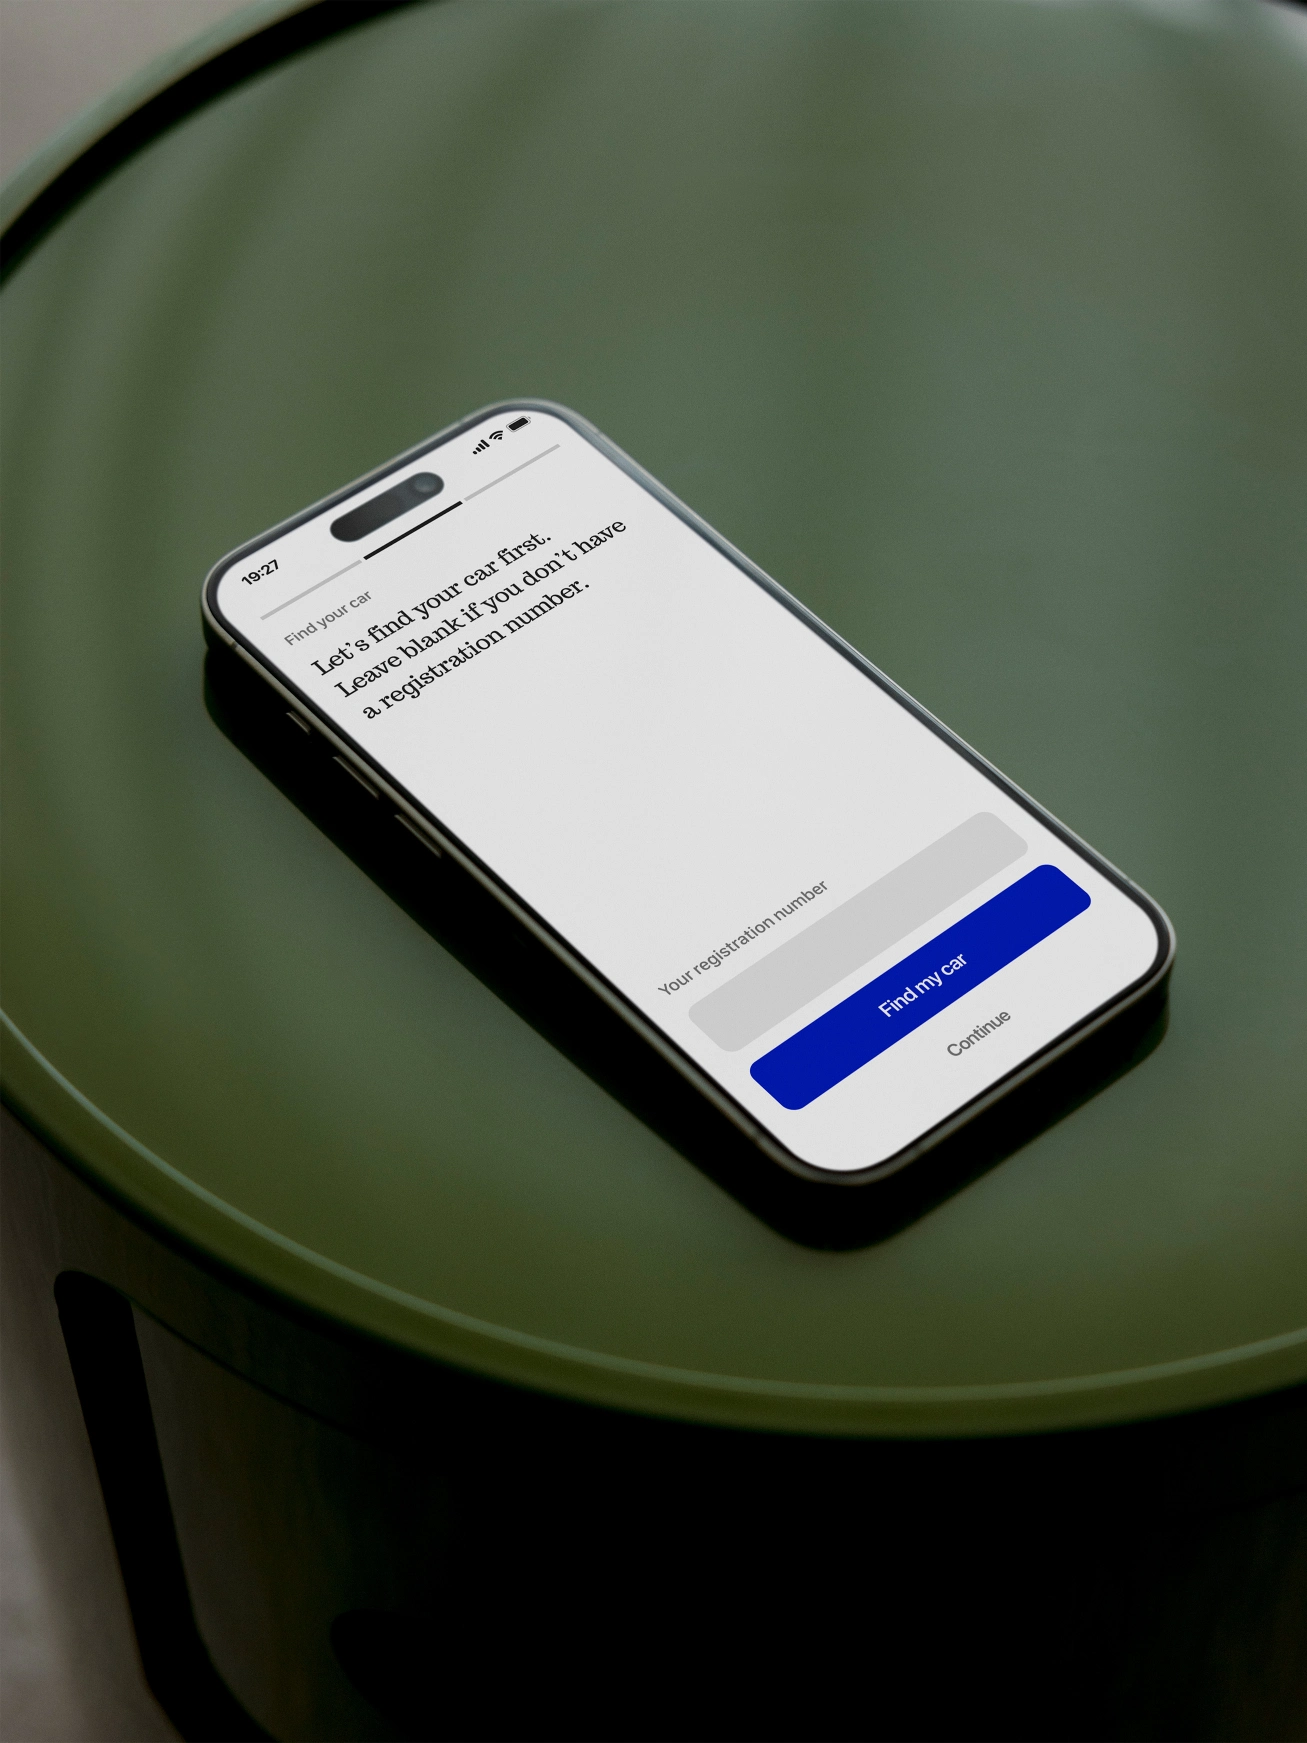 19:27
Find your car
Let’s find your car first.
Leave blank if you don’t have
a registration number.
Your registration number
Find my car
Continue